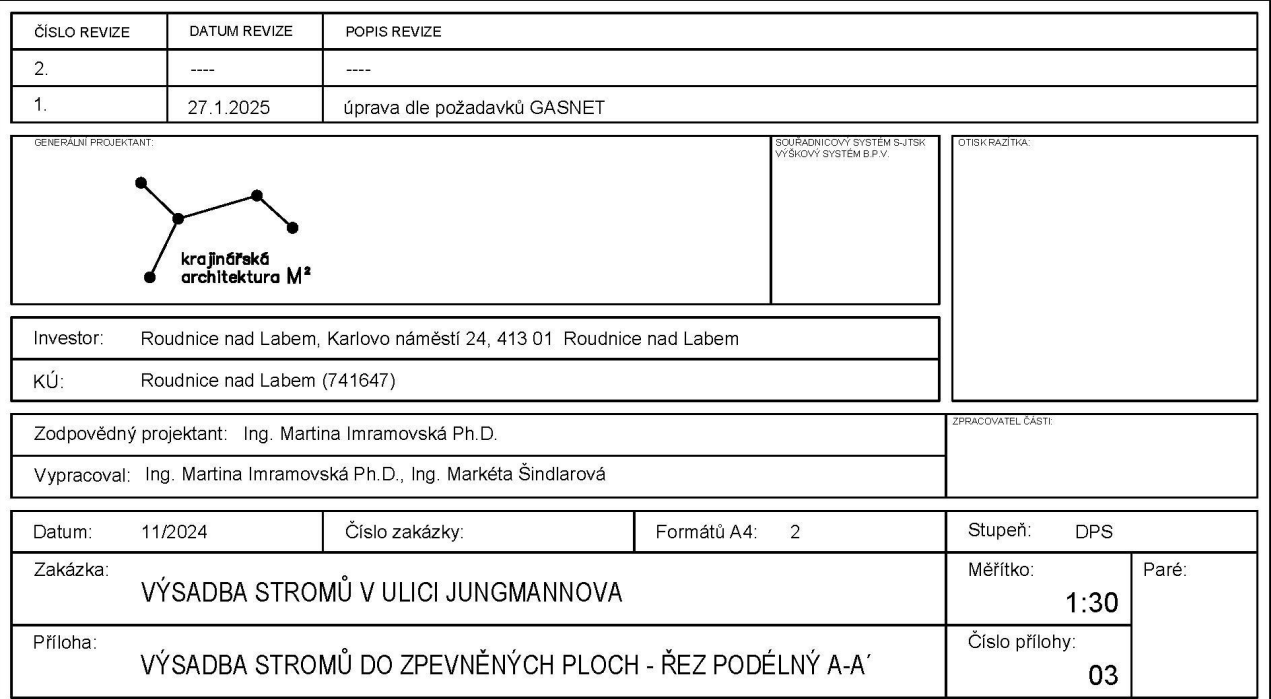 ČÍSLO REVIZE DATUM REVIZE POPIS REVIZE
2. ---- ----
1. 27.1.2025 úprava dle požadavků GASNET
GENERÁLNÍ PROJEKTANT:
krajinářská
architektura M²
SOUŘADNICOVÝ SYSTÉM S-JTSK
VÝŠKOVÝ SYSTÉM B.P.V.
OTISK RAZÍTKA:
Investor: Roudnice nad Labem, Karlovo náměstí 24, 413 01 Roudnice nad Labem
KÚ: Roudnice nad Labem (741647)
Zodpovědný projektant: Ing. Martina Imramovská Ph.D.
Vypracoval: Ing. Martina Imramovská Ph.D., Ing. Markéta Šindlarová
ZPRACOVATEL ČÁSTI:
Datum: 11/2024 Číslo zakázky: Formátů A4: 2 Stupeň: DPS
Zakázka:
VÝSADBA STROMŮ V ULICI JUNGMANNOVA
Měřítko:
1:30
Paré:
Příloha:
VÝSADBA STROMŮ DO ZPEVNĚNÝCH PLOCH - ŘEZ PODÉLNÝ A-A´
Číslo přílohy:
03